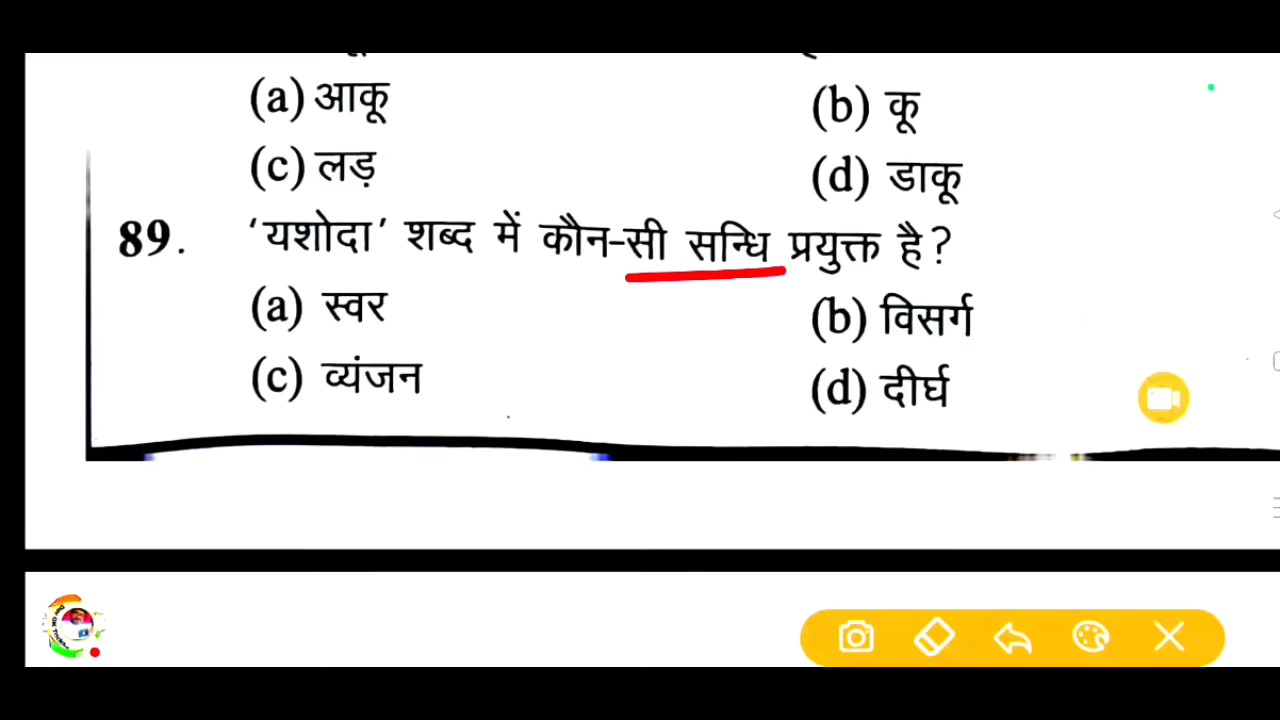 (a) आकू (b) कू
(c) लड़ (d) डाकू
89. ‘यशोदा’ शब्द में कौन-सी सन्धि प्रयुक्त है?
(a) स्वर (b) विसर्ग
(c) व्यंजन (d) दीर्घ